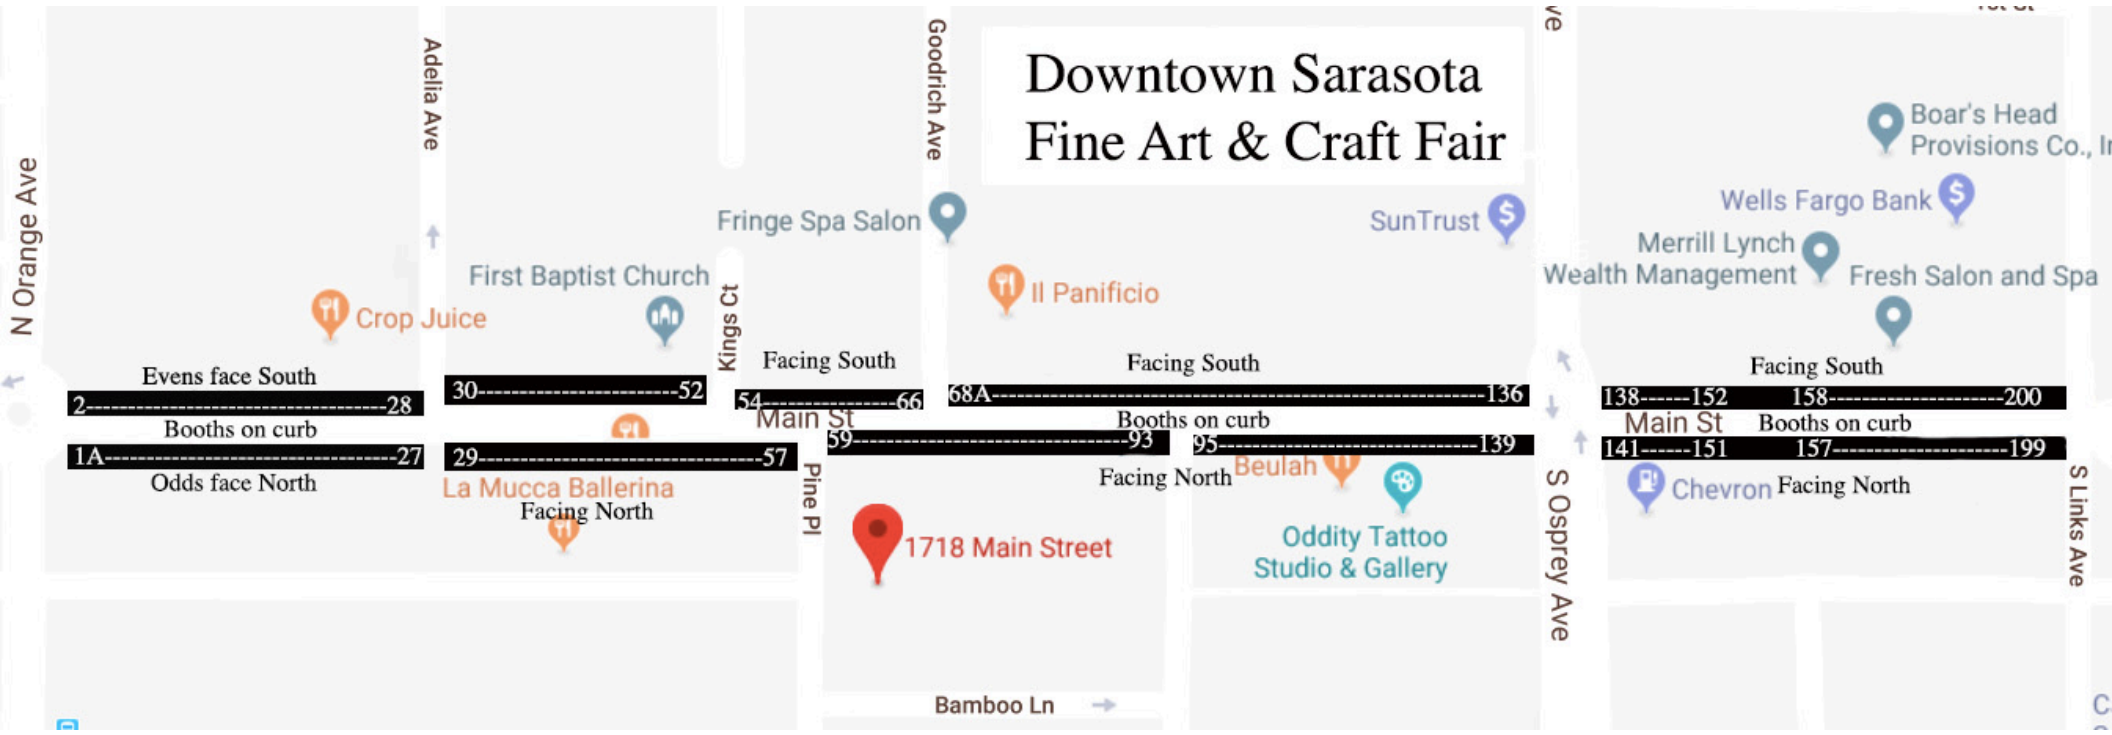 Downtown Sarasota
Fine Art & Craft Fair
N Orange Ave
Adelia Ave
Kings Ct
Goodrich Ave
Boar's Head
Provisions Co., In
Wells Fargo Bank
Merrill Lynch
Wealth Management
Fresh Salon and Spa
Fringe Spa Salon
SunTrust
First Baptist Church
Il Panificio
Crop Juice
Evens face South
Facing South
Facing South
Facing South
2------------------------------------28
30------------------------52
54----------------66
68A------------------------------------------------------------136
138------152
158---------------------200
Main St
Main St
Booths on curb
Booths on curb
Booths on curb
1A-----------------------------------27
29----------------------------------57
59---------------------------------93
95--------------------------------139
141------151
157---------------------199
Odds face North
La Mucca Ballerina
Facing North
Facing North
Beulah
Chevron
Facing North
Pine Pl
1718 Main Street
Oddity Tattoo
Studio & Gallery
S Osprey Ave
S Links Ave
Bamboo Ln